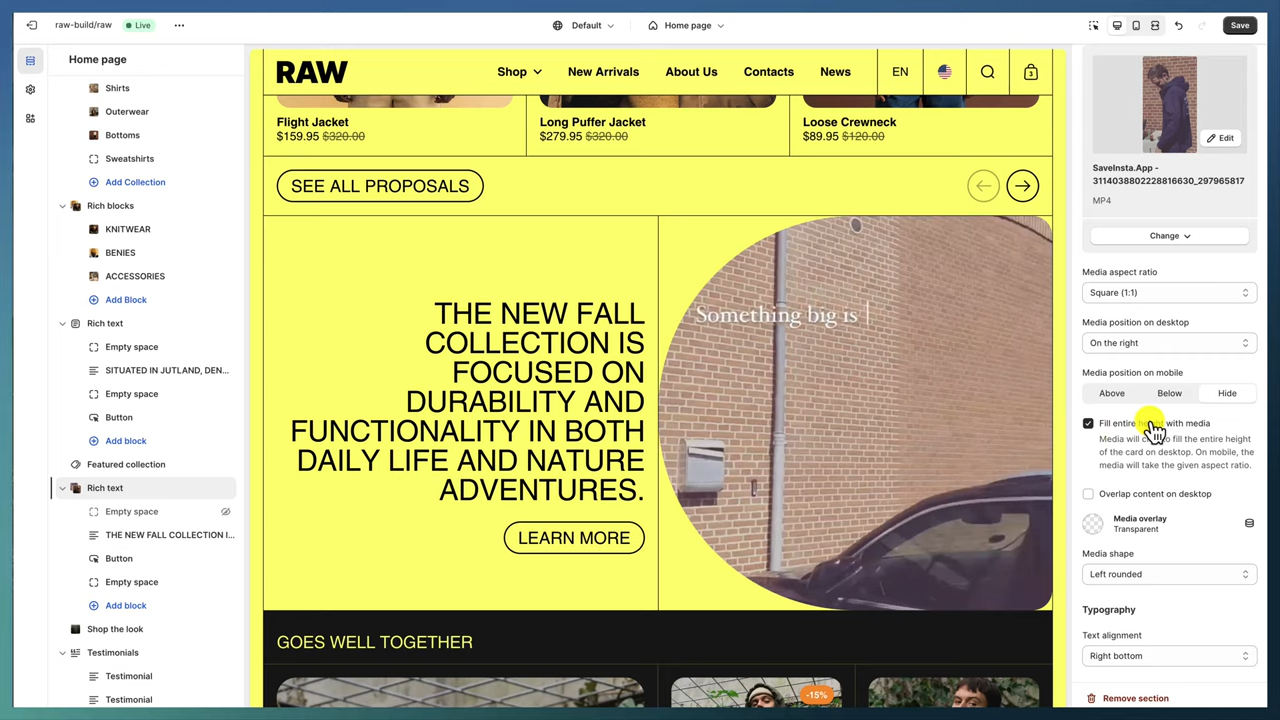 raw-build/raw
Live
Default
Home page
Save
Home page
Shirts
Outerwear
Bottoms
Sweatshirts
Add Collection
Rich blocks
KNITWEAR
BENIES
ACCESSORIES
Add Block
Rich text
Empty space
SITUATED IN JUTLAND, DEN...
Empty space
Button
Add block
Featured collection
Rich text
Empty space
THE NEW FALL COLLECTION I...
Button
Empty space
Add block
Shop the look
Testimonials
Testimonial
Testimonial
RAW
Shop
New Arrivals
About Us
Contacts
News
EN
3
Flight Jacket
$159.95 $320.00
Long Puffer Jacket
$279.95 $320.00
Loose Crewneck
$89.95 $120.00
SEE ALL PROPOSALS
THE NEW FALL
COLLECTION IS
FOCUSED ON
DURABILITY AND
FUNCTIONALITY IN BOTH
DAILY LIFE AND NATURE
ADVENTURES.
LEARN MORE
Something big is
GOES WELL TOGETHER
-15%
Edit
SaveInsta.App -
3114038802228816630_297965817
MP4
Change
Media aspect ratio
Square (1:1)
Media position on desktop
On the right
Media position on mobile
Above
Below
Hide
Fill entire height with media
Media will crop to fill the entire height
of the card on desktop. On mobile, the
media will take the given aspect ratio.
Overlap content on desktop
Media overlay
Transparent
Media shape
Left rounded
Typography
Text alignment
Right bottom
Remove section